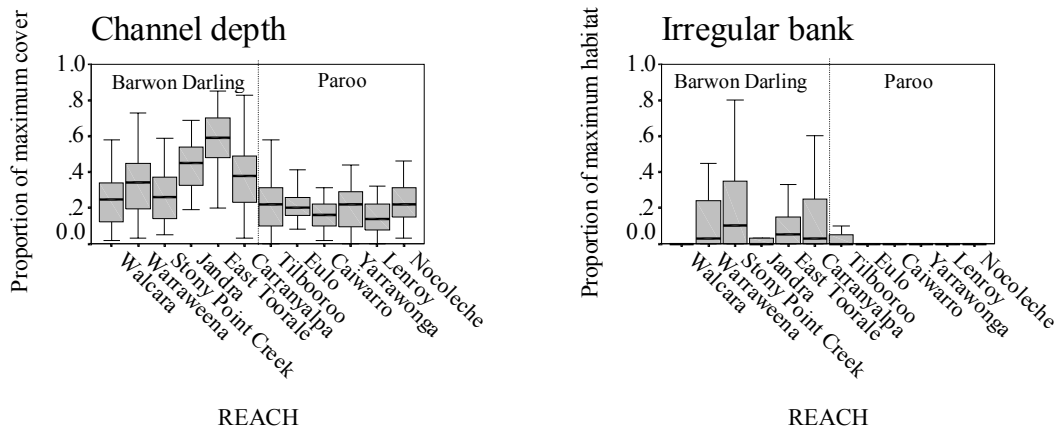 Channel depth
Proportion of maximum cover
1.0
.8
.6
.4
.2
0.0
Barwon Darling
Paroo
Walcara
Warraweena
Stony Point Creek
Jandra
East Toorale
Carranyalpa
Tilbooroo
Eulo
Caiwarro
Yarrawonga
Lenroy
Nocoleche
REACH
Irregular bank
Proportion of maximum habitat
1.0
.8
.6
.4
.2
0.0
Barwon Darling
Paroo
Walcara
Warraweena
Stony Point Creek
Jandra
East Toorale
Carranyalpa
Tilbooroo
Eulo
Caiwarro
Yarrawonga
Lenroy
Nocoleche
REACH